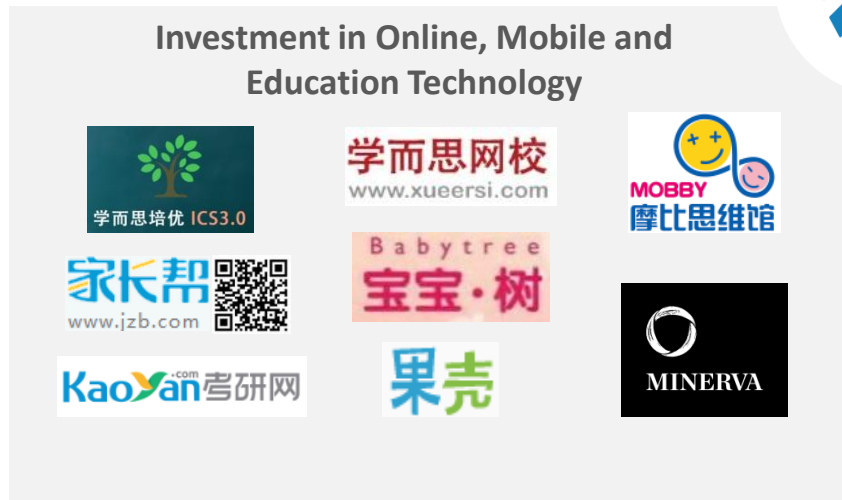 Investment in Online, Mobile and
Education Technology
学而思培优 ICS3.0
学而思网校
www.xueersi.com
MOBBY
摩比思维馆
家长帮
www.jzb.com
Babytree
宝宝·树
MINERVA
KaoYan.com考研网
果壳